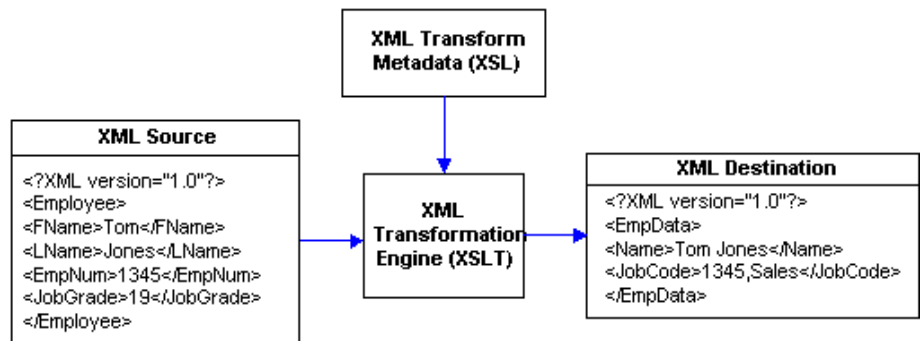 XML Transform
Metadata (XSL)
XML Source
<?XML version="1.0"?>
<Employee>
<FName>Tom</FName>
<LName>Jones</LName>
<EmpNum>1345</EmpNum>
<JobGrade>19</JobGrade>
</Employee>
XML
Transformation
Engine (XSLT)
XML Destination
<?XML version="1.0"?>
<EmpData>
<Name>Tom Jones</Name>
<JobCode>1345,Sales</JobCode>
</EmpData>